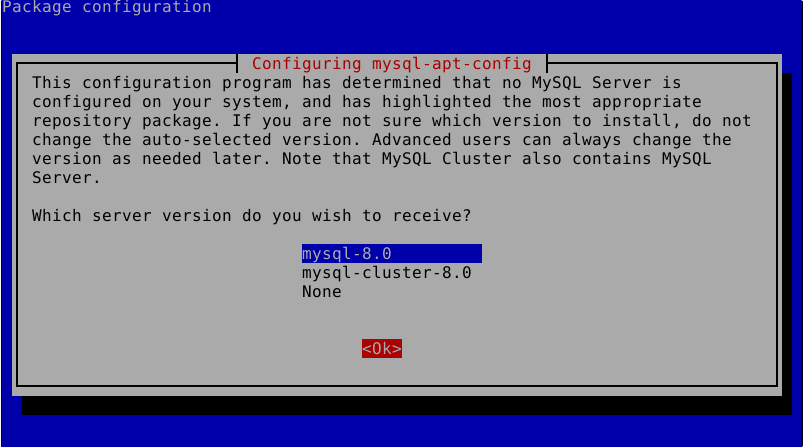 Package configuration
Configuring mysql-apt-config
This configuration program has determined that no MySQL Server is
configured on your system, and has highlighted the most appropriate
repository package. If you are not sure which version to install, do not
change the auto-selected version. Advanced users can always change the
version as needed later. Note that MySQL Cluster also contains MySQL
Server.
Which server version do you wish to receive?
mysql-8.0
mysql-cluster-8.0
None
<Ok>